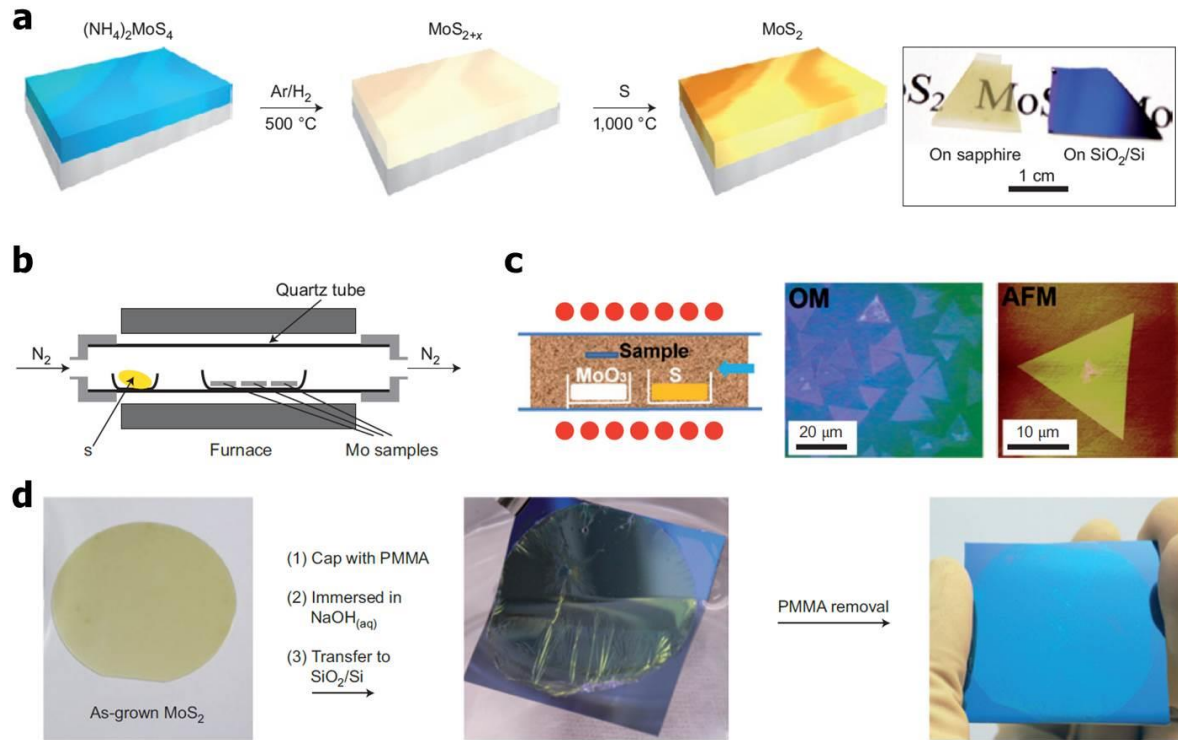 a
(NH₄)₂MoS₄
MoS₂₊ₓ
MoS₂
Ar/H₂
500 °C
S
1,000 °C
oS₂ MoS Mo
On sapphire
On SiO₂/Si
1 cm
b
Quartz tube
N₂
N₂
s
Furnace
Mo samples
c
Sample
MoO₃
S
OM
20 μm
AFM
10 μm
d
As-grown MoS₂
(1) Cap with PMMA
(2) Immersed in
NaOH(aq)
(3) Transfer to
SiO₂/Si
PMMA removal